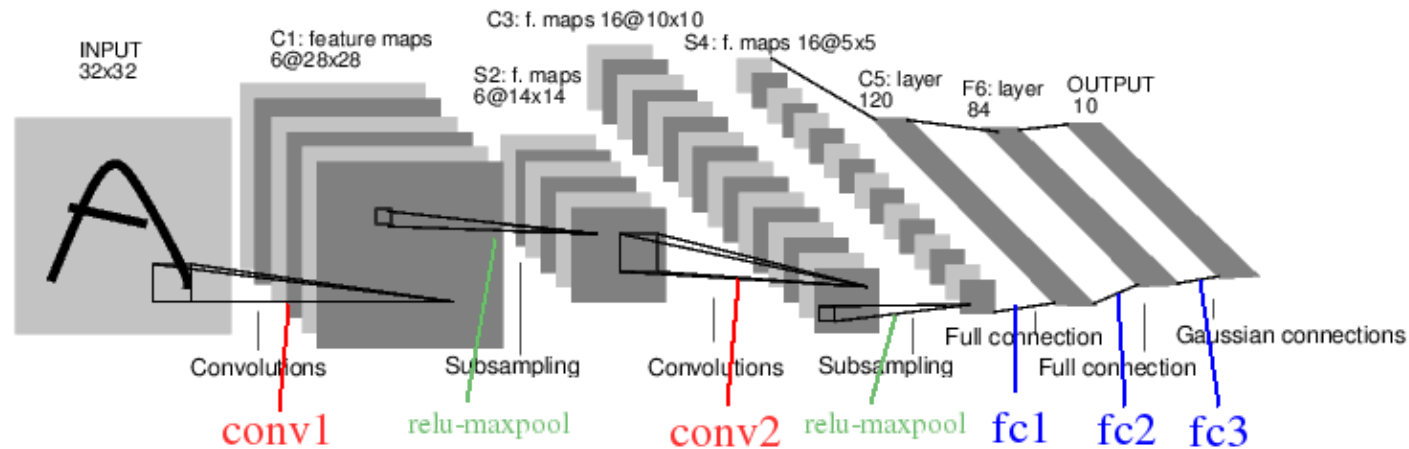 INPUT
32x32
C1: feature maps
6@28x28
S2: f. maps
6@14x14
C3: f. maps 16@10x10
S4: f. maps 16@5x5
C5: layer
120
F6: layer
84
OUTPUT
10
Convolutions
Subsampling
Convolutions
Subsampling
Full connection
Full connection
Gaussian connections
conv1
relu-maxpool
conv2
relu-maxpool
fc1
fc2
fc3